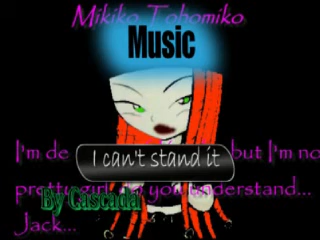 Mikiko Tohomiko
Music
I'm de but I'm no
I can't stand it
pretty girl you understand...
By Cascada
Jack...